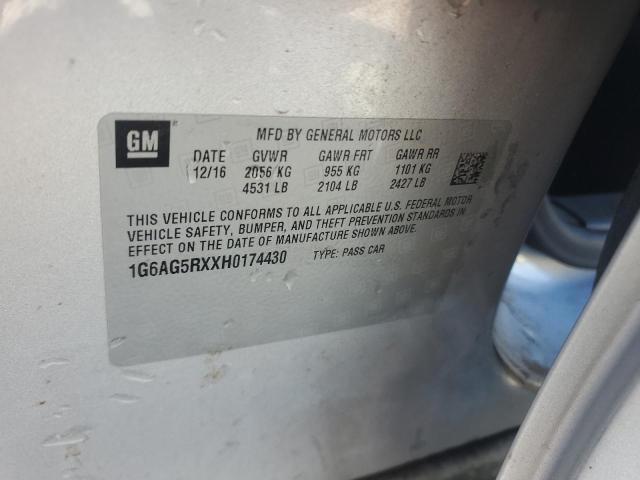 GM
MFD BY GENERAL MOTORS LLC
DATE GVWR GAWR FRT GAWR RR
12/16 2056 KG 955 KG 1101 KG
4531 LB 2104 LB 2427 LB
THIS VEHICLE CONFORMS TO ALL APPLICABLE U.S. FEDERAL MOTOR
VEHICLE SAFETY, BUMPER, AND THEFT PREVENTION STANDARDS IN
EFFECT ON THE DATE OF MANUFACTURE SHOWN ABOVE.
1G6AG5RXXH0174430 TYPE: PASS CAR